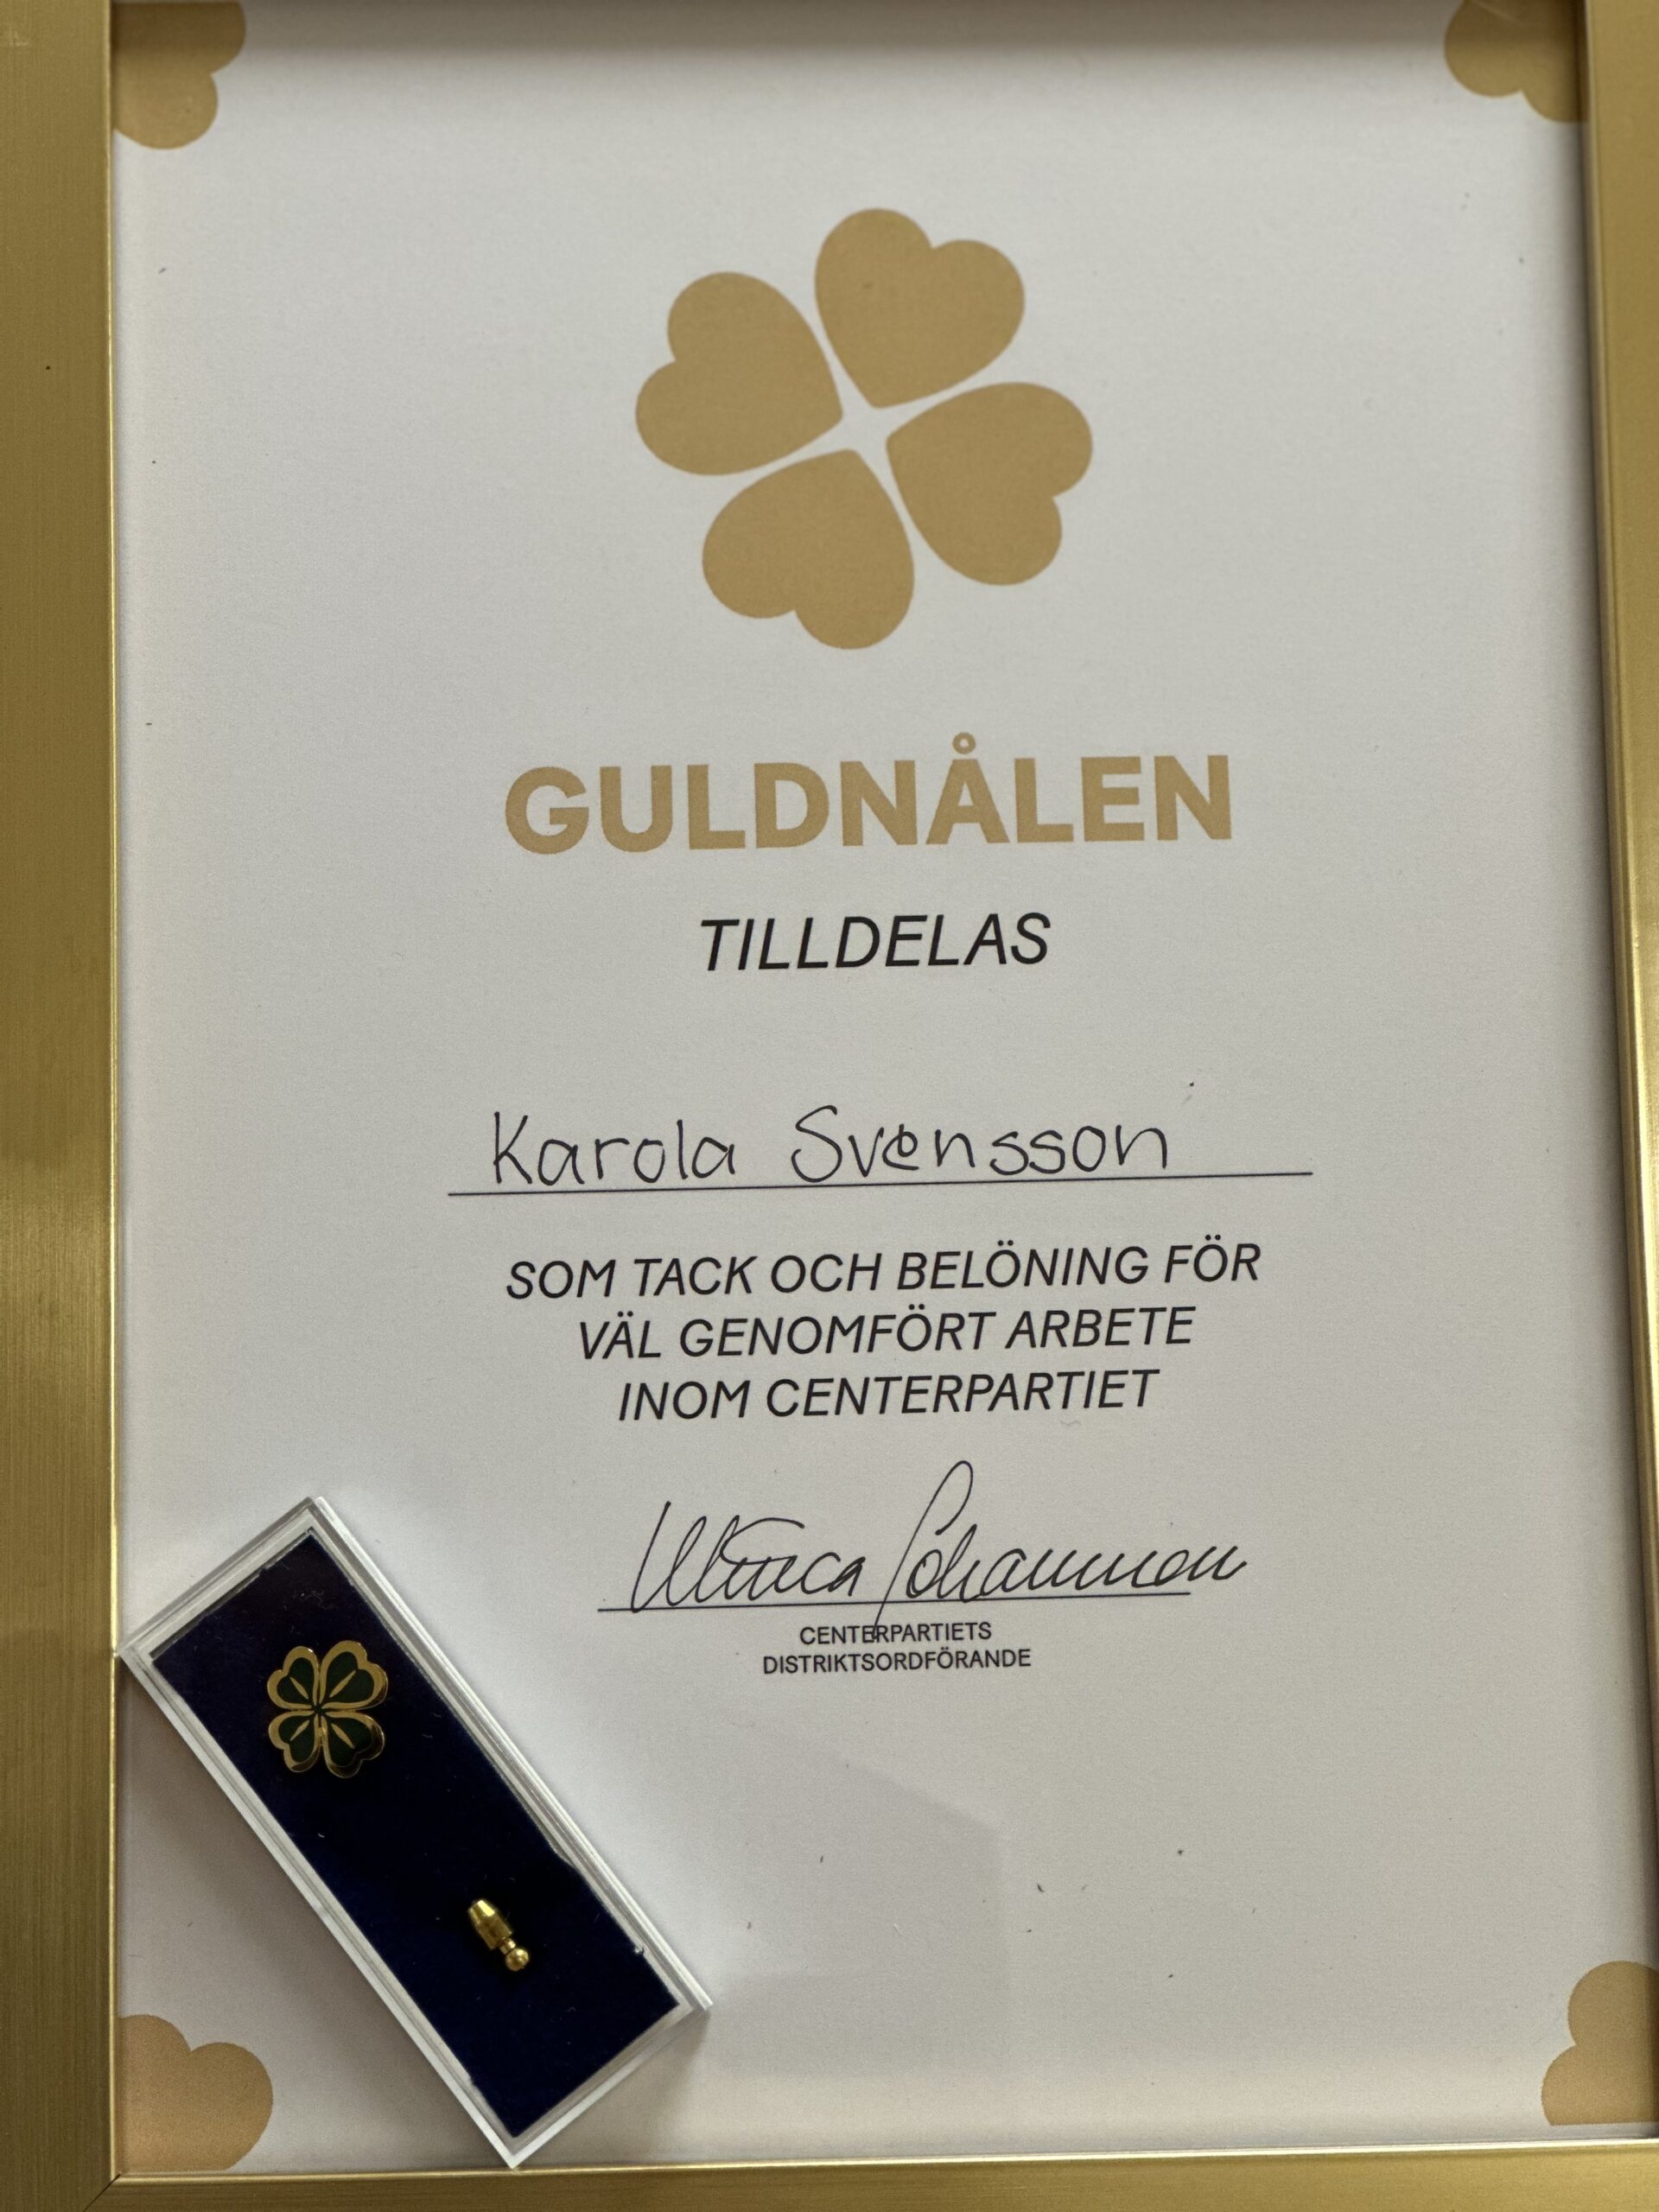 GULDNÅLEN
TILLDELAS
Karola Svensson
SOM TACK OCH BELÖNING FÖR
VÄL GENOMFÖRT ARBETE
INOM CENTERPARTIET
CENTERPARTIETS
DISTRIKTSORDFÖRANDE